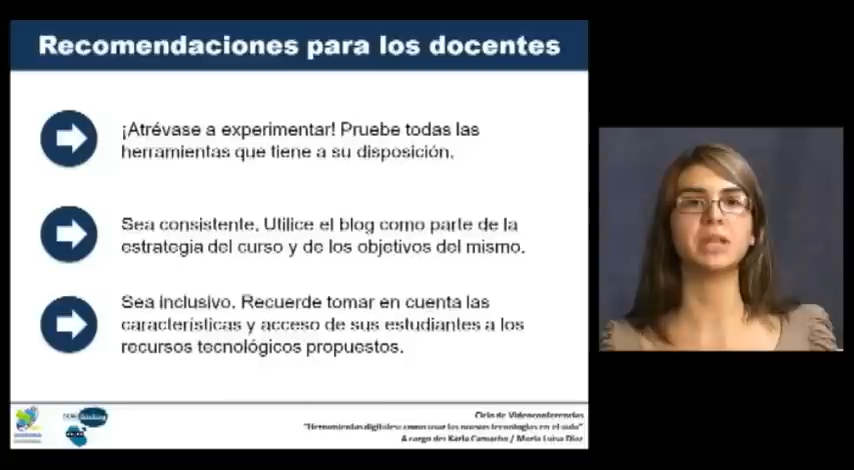 Recomendaciones para los docentes
¡Atrévase a experimentar! Pruebe todas las
herramientas que tiene a su disposición.
Sea consistente. Utilice el blog como parte de la
estrategia del curso y de los objetivos del mismo.
Sea inclusivo. Recuerde tomar en cuenta las
características y acceso de sus estudiantes a los
recursos tecnológicos propuestos.
Ciclo de Videoconferencias
"Herramientas digitales: como usar las nuevas tecnologías en el aula"
A cargo de: Karla Camacho / María Luisa Díaz